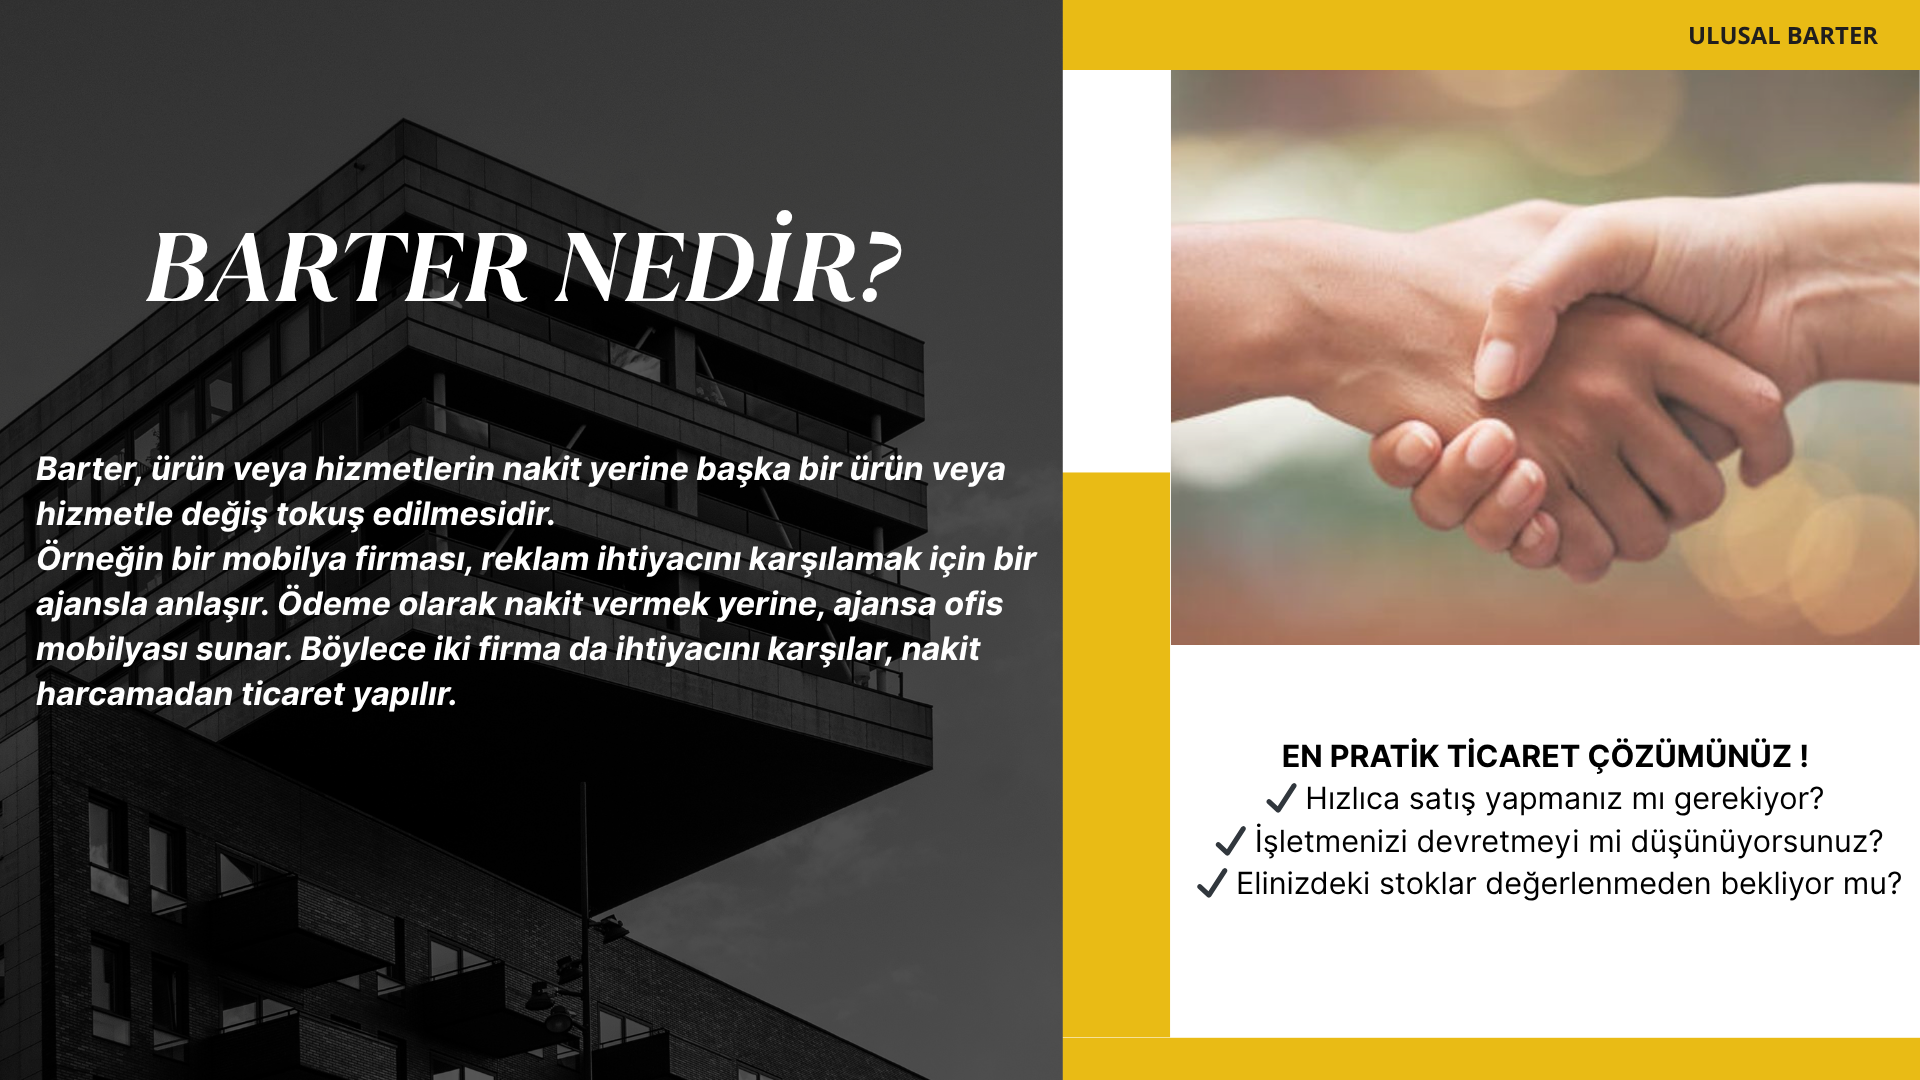 ULUSAL BARTER
BARTER NEDİR?
Barter, ürün veya hizmetlerin nakit yerine başka bir ürün veya
hizmetle değiş tokuş edilmesidir.
Örneğin bir mobilya firması, reklam ihtiyacını karşılamak için bir
ajansla anlaşır. Ödeme olarak nakit vermek yerine, ajansa ofis
mobilyası sunar. Böylece iki firma da ihtiyacını karşılar, nakit
harcamadan ticaret yapılır.
EN PRATİK TİCARET ÇÖZÜMÜNÜZ !
✓ Hızlıca satış yapmanız mı gerekiyor?
✓ İşletmenizi devretmeyi mi düşünüyorsunuz?
✓ Elinizdeki stoklar değerlenmeden bekliyor mu?